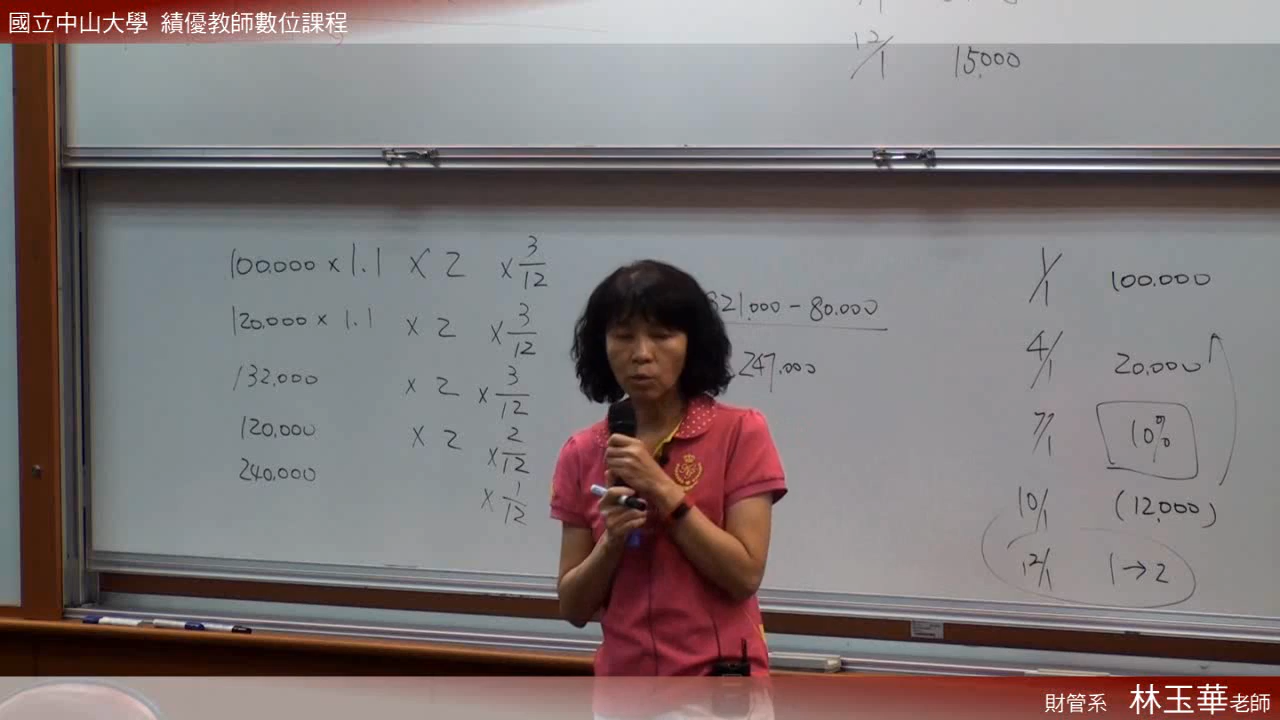 國立中山大學 績優教師數位課程
12/1 15,000
100,000 × 1.1 × 2 × 3/12
120,000 × 1.1 × 2 × 3/12
132,000 × 2 × 3/12
120,000 × 2 × 2/12
240,000 × 1/12
321,000 - 80,000
247,000
1/1 100,000
4/1 20,000
7/1 10%
10/1 (12,000)
12/1 1→2
財管系 林玉華老師